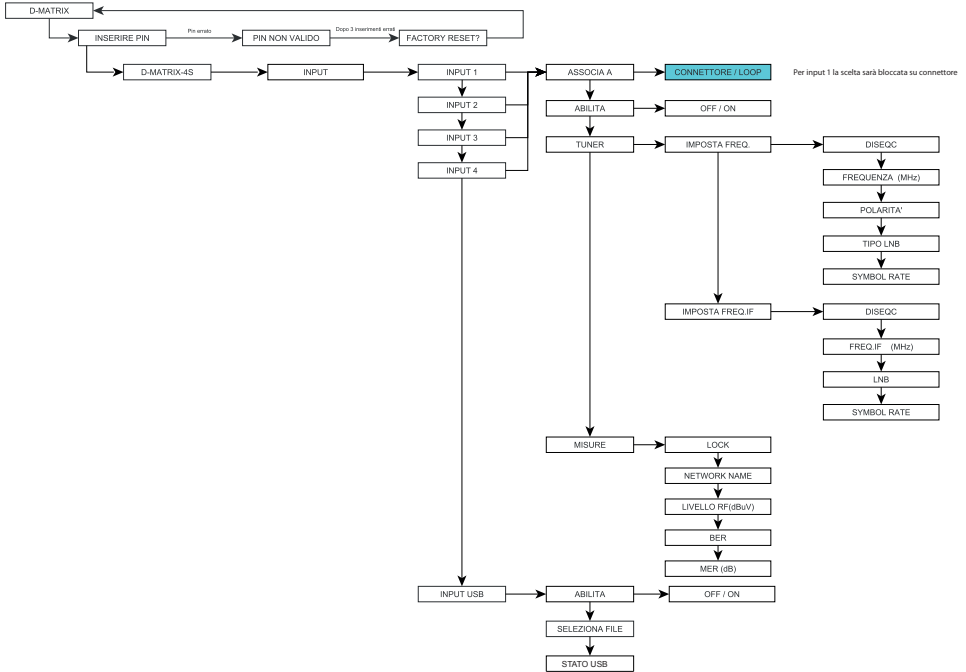 D-MATRIX
INSERIRE PIN
Pin errato
PIN NON VALIDO
Dopo 3 inserimenti errati
FACTORY RESET?
D-MATRIX-4S
INPUT
INPUT 1
ASSOCIA A
CONNETTORE / LOOP
Per input 1 la scelta sarà bloccata su connettore
INPUT 2
ABILITA
OFF / ON
INPUT 3
TUNER
IMPOSTA FREQ.
DISEQC
INPUT 4
FREQUENZA (MHz)
POLARITA'
TIPO LNB
SYMBOL RATE
IMPOSTA FREQ.IF
DISEQC
FREQ.IF (MHz)
LNB
SYMBOL RATE
MISURE
LOCK
NETWORK NAME
LIVELLO RF(dBuV)
BER
MER (dB)
INPUT USB
ABILITA
OFF / ON
SELEZIONA FILE
STATO USB